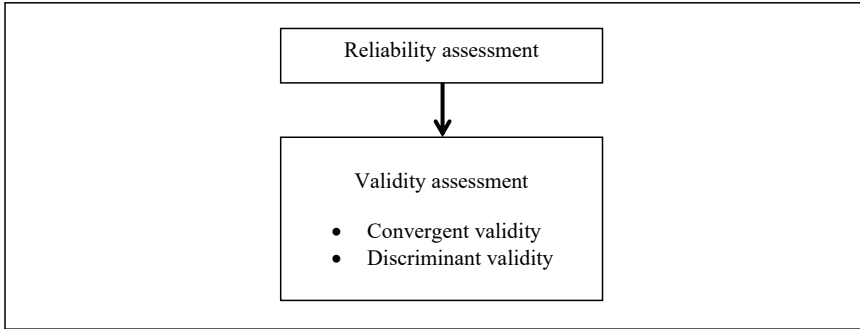 Reliability assessment
Validity assessment
• Convergent validity
• Discriminant validity